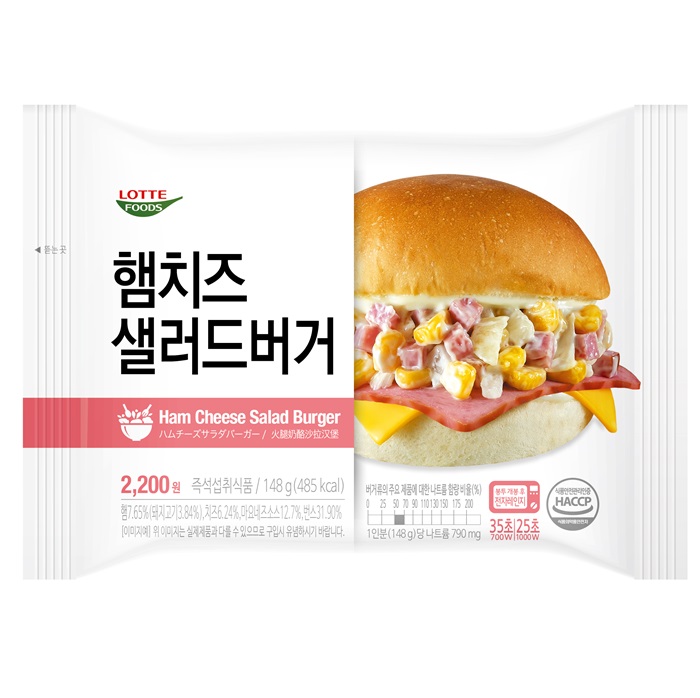 LOTTE
FOODS
◀ 뜯는곳
햄치즈
샐러드버거
Ham Cheese Salad Burger
ハムチーズサラダバーガー / 火腿奶酪沙拉汉堡
2,200원 즉석섭취식품 / 148 g (485 kcal)
햄7.65%(돼지고기3.84%), 치즈6.24%, 마요네즈소스12.7%, 번스31.90%
[이미지예] 위 이미지는 실제제품과 다를 수 있으므로 구입시 유념하시기 바랍니다.
버거류의 주요 제품에 대한 나트륨 함량 비율(%)
0 25 50 70 90 110 130 150 175 200
1인분(148 g)당 나트륨 790 mg
봉투 개봉 후
전자레인지
35초 25초
700W 1000W
식품안전관리인증
HACCP
식품의약품안전처